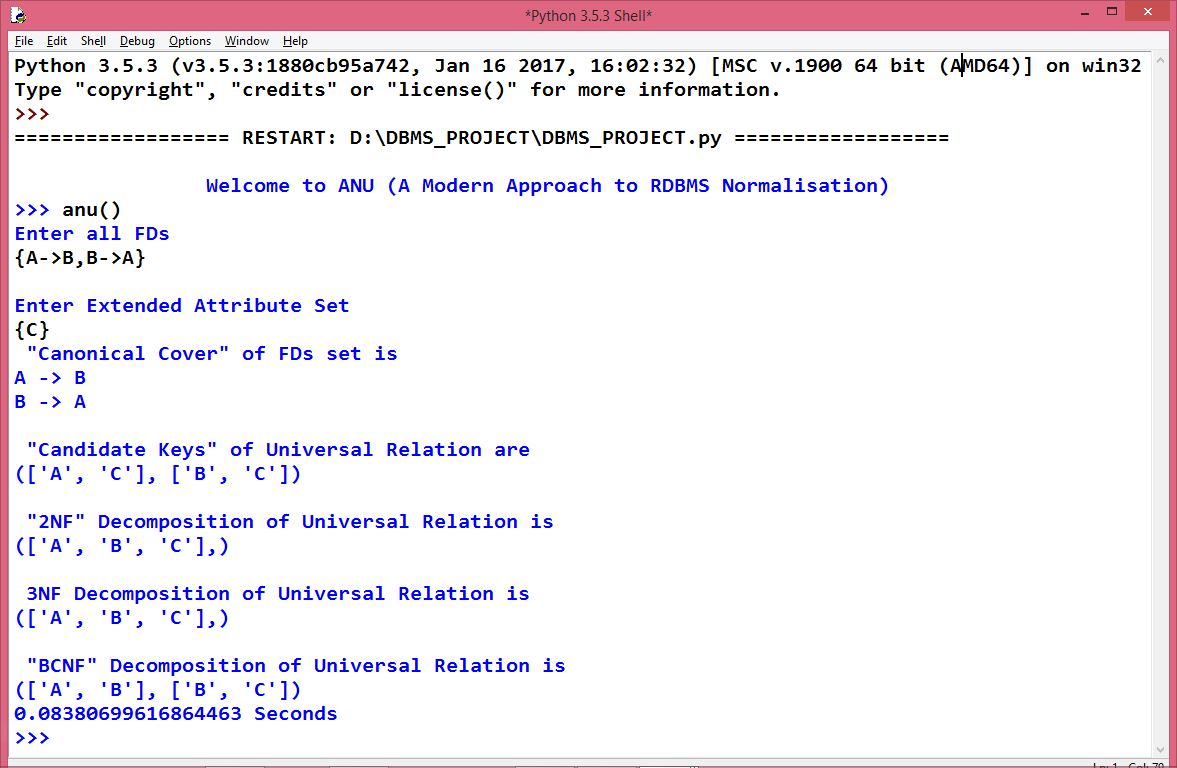 *Python 3.5.3 Shell*
File Edit Shell Debug Options Window Help
Python 3.5.3 (v3.5.3:1880cb95a742, Jan 16 2017, 16:02:32) [MSC v.1900 64 bit (AMD64)] on win32
Type "copyright", "credits" or "license()" for more information.
>>>
================== RESTART: D:\DBMS_PROJECT\DBMS_PROJECT.py ==================
Welcome to ANU (A Modern Approach to RDBMS Normalisation)
>>> anu()
Enter all FDs
{A->B,B->A}
Enter Extended Attribute Set
{C}
"Canonical Cover" of FDs set is
A -> B
B -> A
"Candidate Keys" of Universal Relation are
(['A', 'C'], ['B', 'C'])
"2NF" Decomposition of Universal Relation is
(['A', 'B', 'C'],)
3NF Decomposition of Universal Relation is
(['A', 'B', 'C'],)
"BCNF" Decomposition of Universal Relation is
(['A', 'B'], ['B', 'C'])
0.08380699616864463 Seconds
>>>